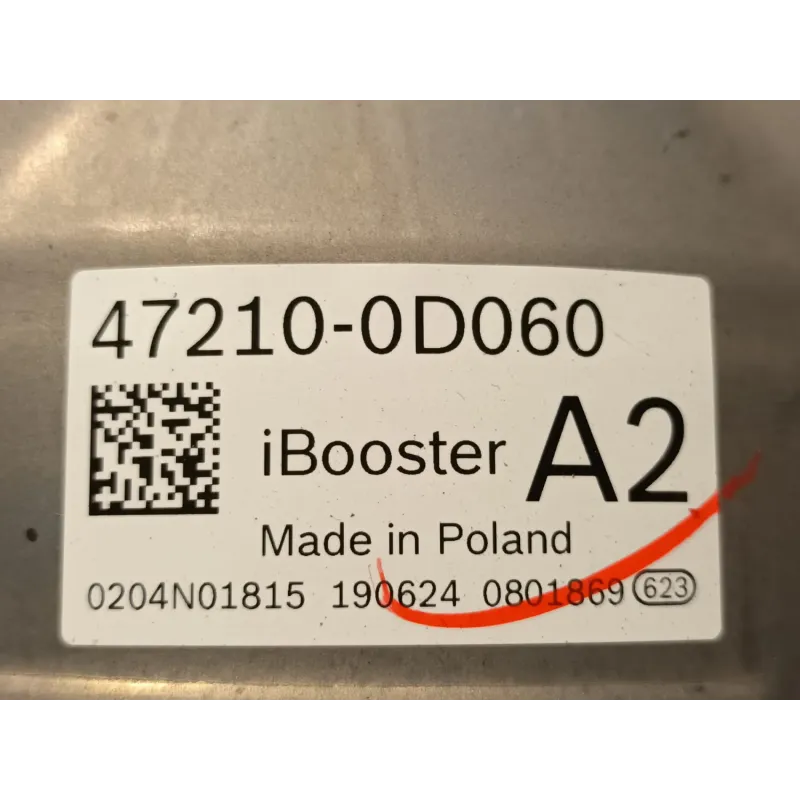 47210-0D060
iBooster A2
Made in Poland
0204N01815 190624 0801869 623